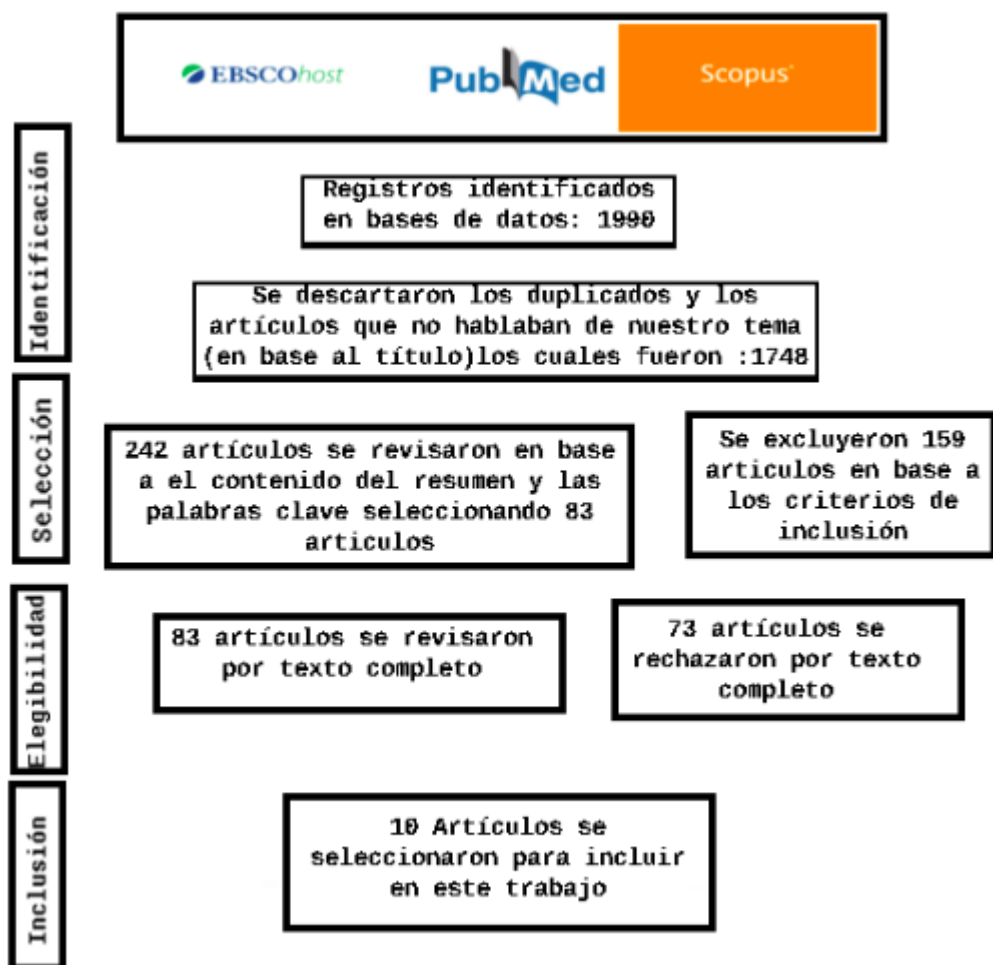 EBSCOhost
PubMed
Scopus
Identificación
Registros identificados
en bases de datos: 1990
Se descartaron los duplicados y los
artículos que no hablaban de nuestro tema
(en base al título)los cuales fueron :1748
Selección
242 artículos se revisaron en base
a el contenido del resumen y las
palabras clave seleccionando 83
articulos
Se excluyeron 159
articulos en base a
los criterios de
inclusión
Elegibilidad
83 artículos se revisaron
por texto completo
73 artículos se
rechazaron por texto
completo
Inclusión
10 Artículos se
seleccionaron para incluir
en este trabajo